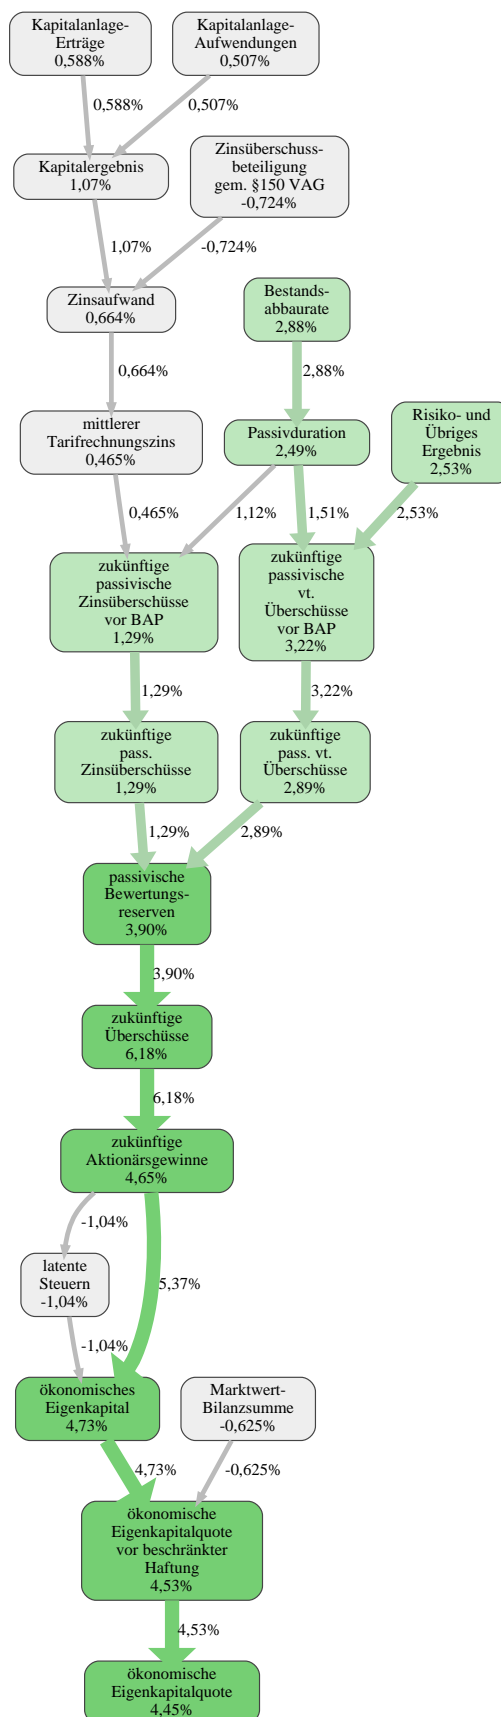 Kapitalanlage-
Erträge
0,588%
Kapitalanlage-
Aufwendungen
0,507%
0,588%
0,507%
Kapitalergebnis
1,07%
Zinsüberschuss-
beteiligung
gem. §150 VAG
-0,724%
1,07%
-0,724%
Zinsaufwand
0,664%
Bestands-
abbaurate
2,88%
0,664%
2,88%
mittlerer
Tarifrechnungszins
0,465%
Passivduration
2,49%
Risiko- und
Übriges
Ergebnis
2,53%
0,465%
1,12%
1,51%
2,53%
zukünftige
passivische
Zinsüberschüsse
vor BAP
1,29%
zukünftige
passivische
vt.
Überschüsse
vor BAP
3,22%
1,29%
3,22%
zukünftige
pass.
Zinsüberschüsse
1,29%
zukünftige
pass. vt.
Überschüsse
2,89%
1,29%
2,89%
passivische
Bewertungs-
reserven
3,90%
3,90%
zukünftige
Überschüsse
6,18%
6,18%
zukünftige
Aktionärsgewinne
4,65%
-1,04%
5,37%
latente
Steuern
-1,04%
-1,04%
ökonomisches
Eigenkapital
4,73%
Marktwert-
Bilanzsumme
-0,625%
4,73%
-0,625%
ökonomische
Eigenkapitalquote
vor beschränkter
Haftung
4,53%
4,53%
ökonomische
Eigenkapitalquote
4,45%